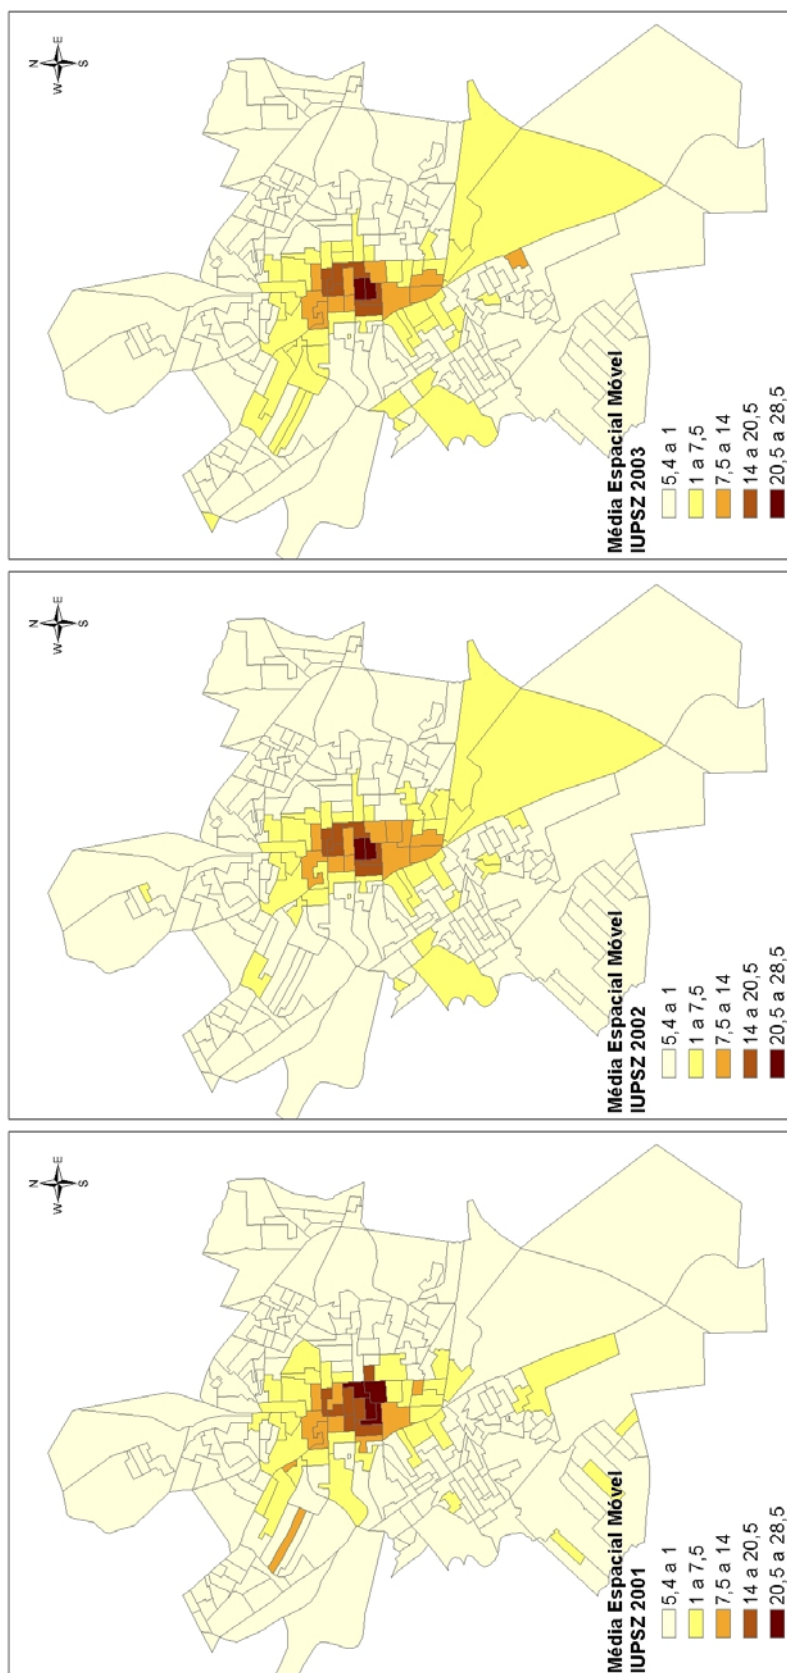 N
W E
S
Média Espacial Móvel
IUPSZ 2001
5,4 a 1
1 a 7,5
7,5 a 14
14 a 20,5
20,5 a 28,5
N
W E
S
Média Espacial Móvel
IUPSZ 2002
5,4 a 1
1 a 7,5
7,5 a 14
14 a 20,5
20,5 a 28,5
N
W E
S
Média Espacial Móvel
IUPSZ 2003
5,4 a 1
1 a 7,5
7,5 a 14
14 a 20,5
20,5 a 28,5